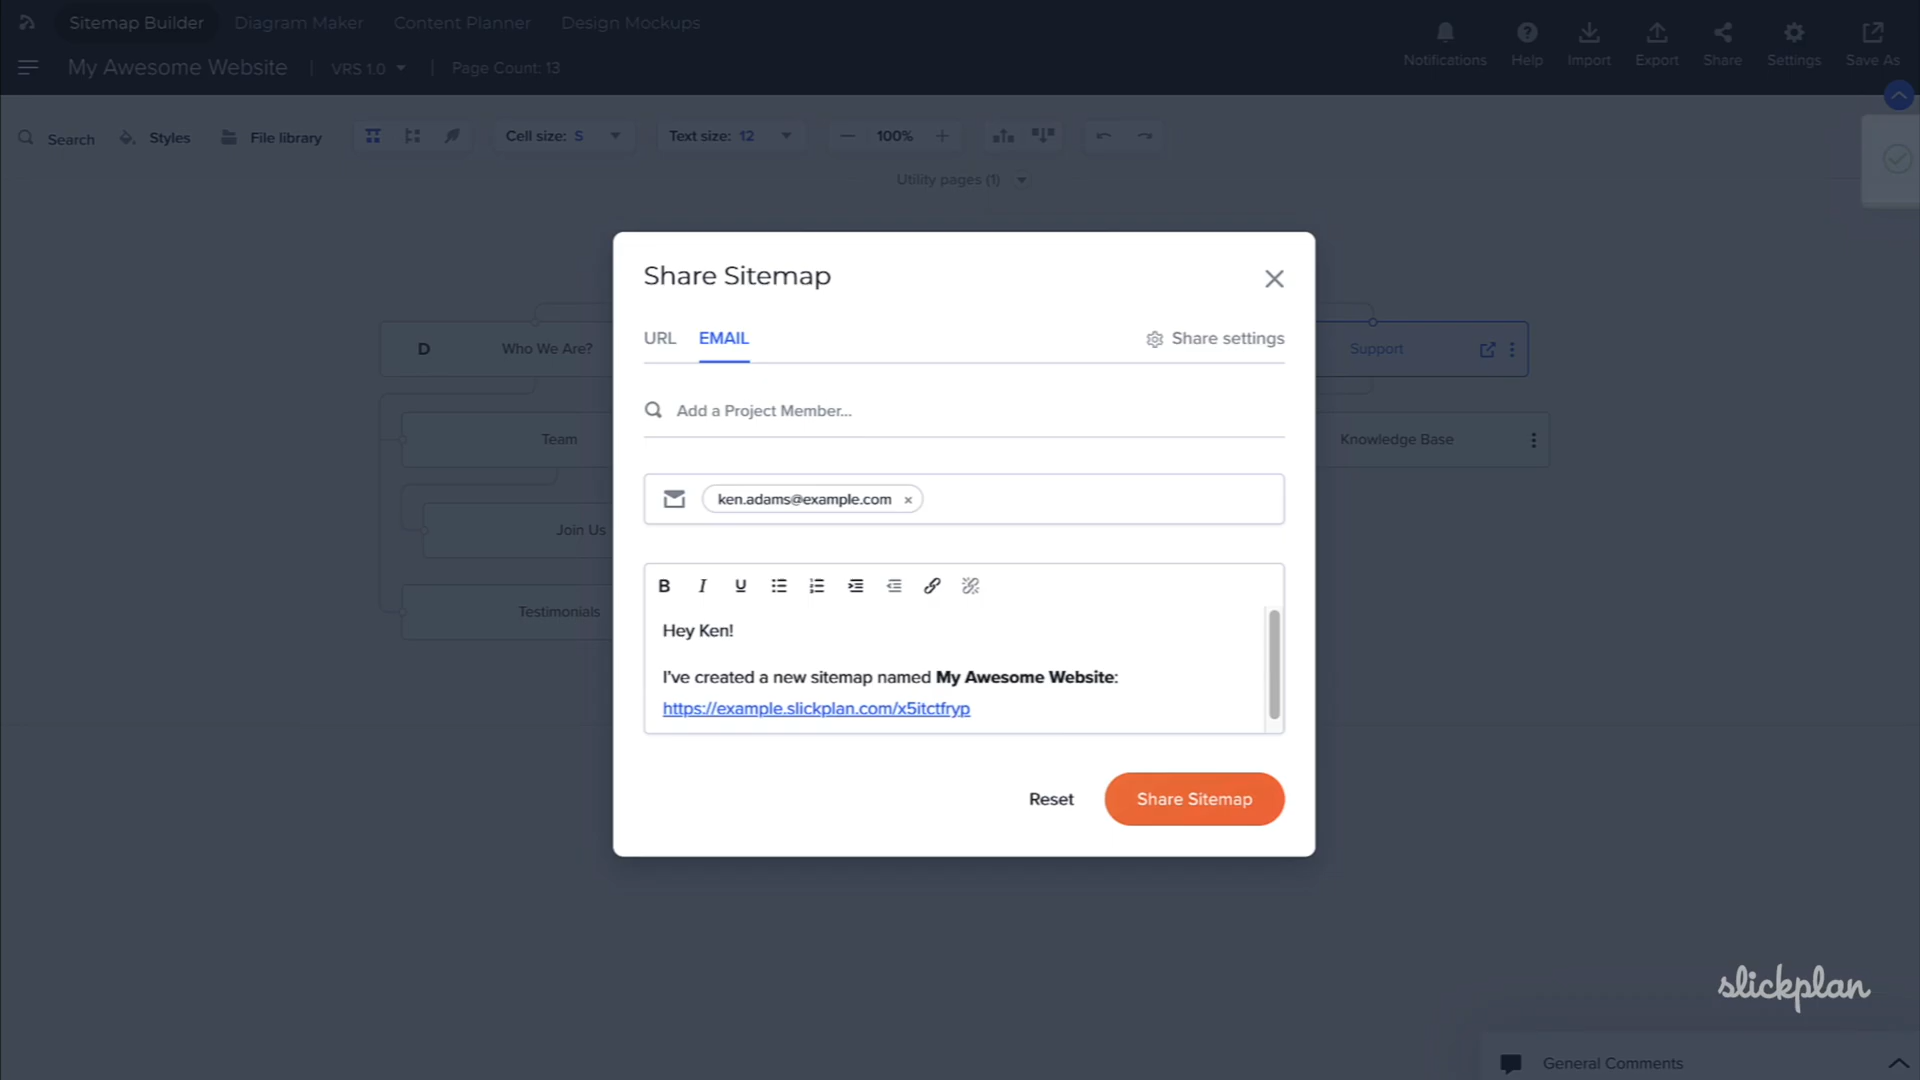 Sitemap Builder Diagram Maker Content Planner Design Mockups
My Awesome Website | VRS 1.0 | Page Count: 13
Notifications Help Import Export Share Settings Save As
Search Styles File library Cell size: S Text size: 12 100%
Utility pages (1)
Share Sitemap
URL EMAIL Share settings
D Who We Are?
Support
Add a Project Member...
Team
Knowledge Base
ken.adams@example.com ×
Join Us
B I U
Testimonials
Hey Ken!
I've created a new sitemap named My Awesome Website:
https://example.slickplan.com/x5itctfryp
Reset Share Sitemap
slickplan
General Comments